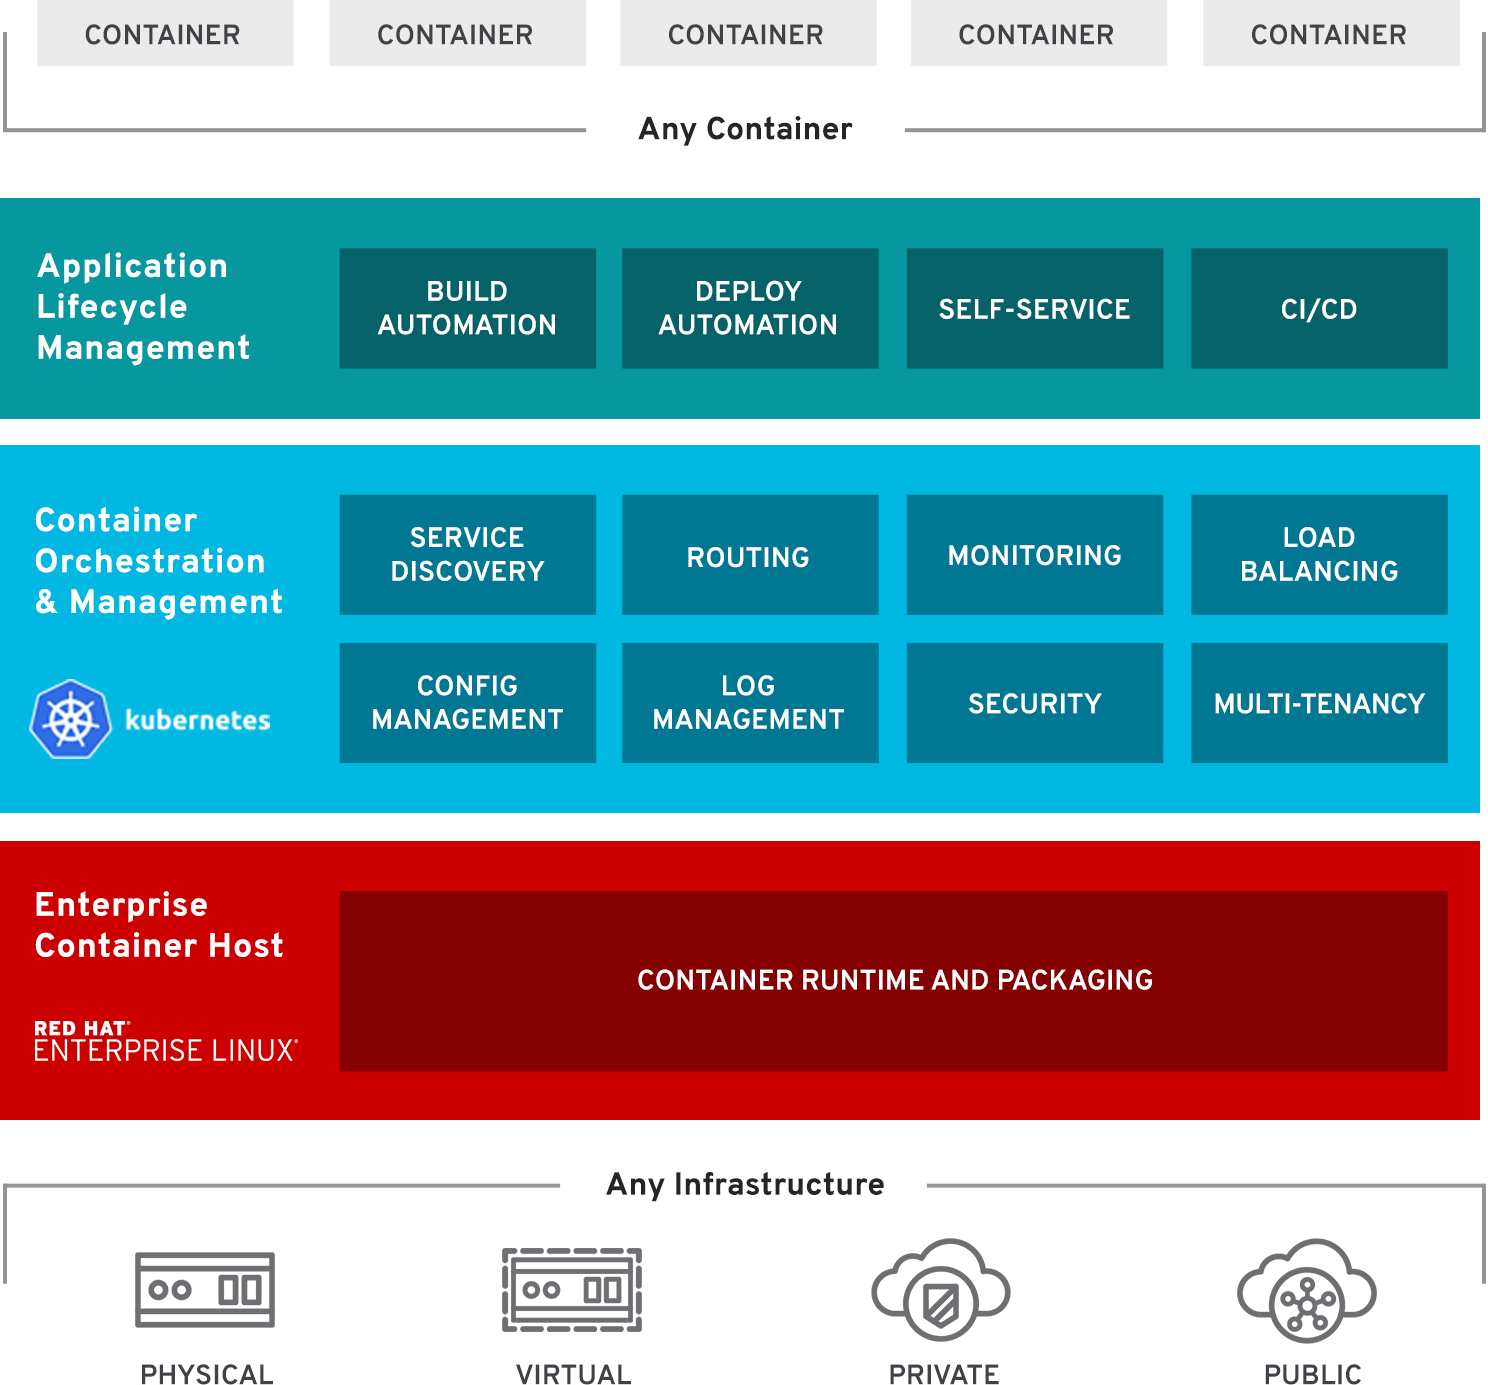 CONTAINER
CONTAINER
CONTAINER
CONTAINER
CONTAINER
Any Container
Application
Lifecycle
Management
BUILD
AUTOMATION
DEPLOY
AUTOMATION
SELF-SERVICE
CI/CD
Container
Orchestration
& Management
kubernetes
SERVICE
DISCOVERY
ROUTING
MONITORING
LOAD
BALANCING
CONFIG
MANAGEMENT
LOG
MANAGEMENT
SECURITY
MULTI-TENANCY
Enterprise
Container Host
RED HAT®
ENTERPRISE LINUX®
CONTAINER RUNTIME AND PACKAGING
Any Infrastructure
PHYSICAL
VIRTUAL
PRIVATE
PUBLIC